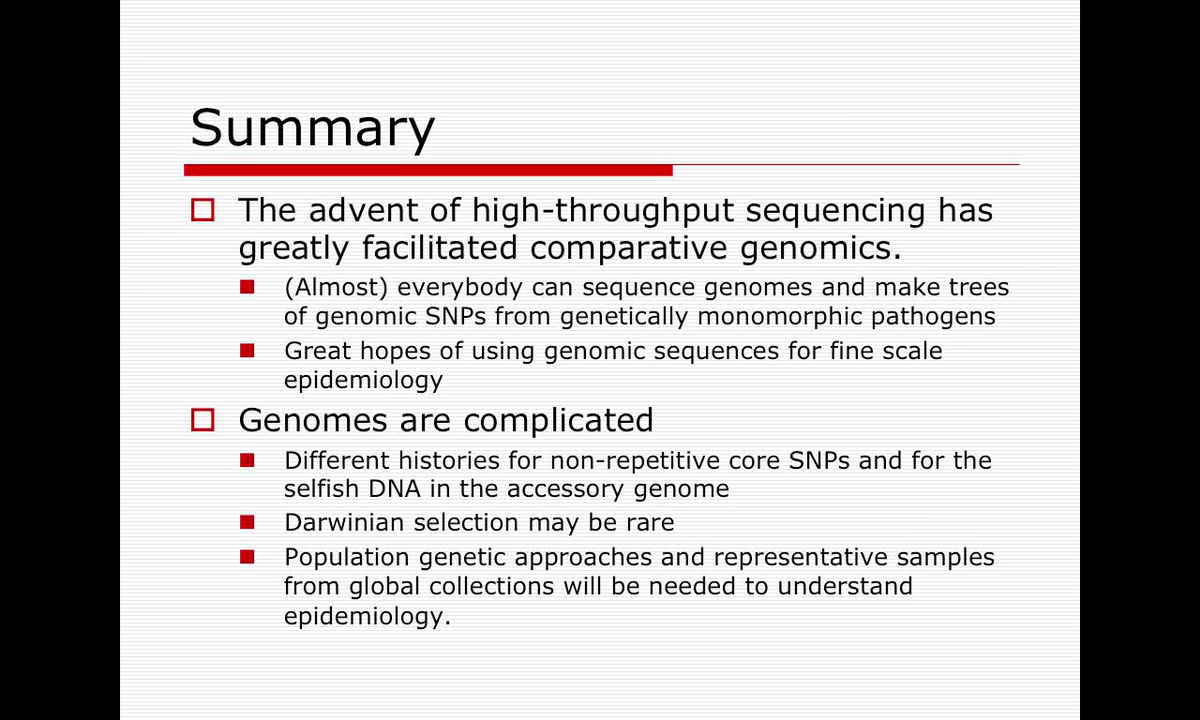 Summary
The advent of high-throughput sequencing has
greatly facilitated comparative genomics.
(Almost) everybody can sequence genomes and make trees
of genomic SNPs from genetically monomorphic pathogens
Great hopes of using genomic sequences for fine scale
epidemiology
Genomes are complicated
Different histories for non-repetitive core SNPs and for the
selfish DNA in the accessory genome
Darwinian selection may be rare
Population genetic approaches and representative samples
from global collections will be needed to understand
epidemiology.